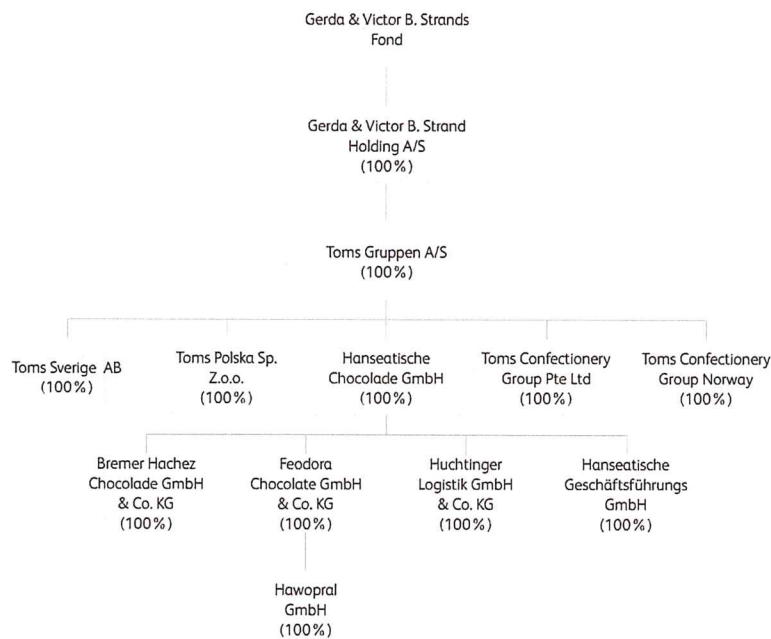 Gerda & Victor B. Strands
Fond
Gerda & Victor B. Strand
Holding A/S
(100%)
Toms Gruppen A/S
(100%)
Toms Sverige AB
(100%)
Toms Polska Sp.
Z.o.o.
(100%)
Hanseatische
Chocolade GmbH
(100%)
Toms Confectionery
Group Pte Ltd
(100%)
Toms Confectionery
Group Norway
(100%)
Bremer Hachez
Chocolade GmbH
& Co. KG
(100%)
Feodora
Chocolate GmbH
& Co. KG
(100%)
Huchtinger
Logistik GmbH
& Co. KG
(100%)
Hanseatische
Geschäftsführungs
GmbH
(100%)
Hawopral
GmbH
(100%)